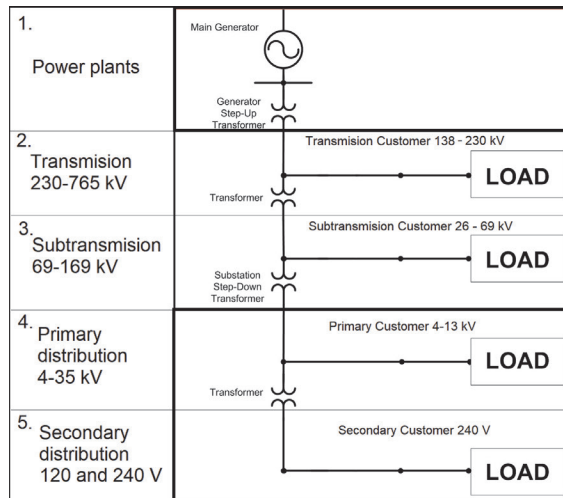 1.
Power plants
Main Generator
Generator
Step-Up
Transformer
2.
Transmision
230-765 kV
Transmision Customer 138 - 230 kV
LOAD
Transformer
3.
Subtransmision
69-169 kV
Subtransmision Customer 26 - 69 kV
LOAD
Substation
Step-Down
Transformer
4.
Primary
distribution
4-35 kV
Primary Customer 4-13 kV
LOAD
Transformer
5.
Secondary
distribution
120 and 240 V
Secondary Customer 240 V
LOAD